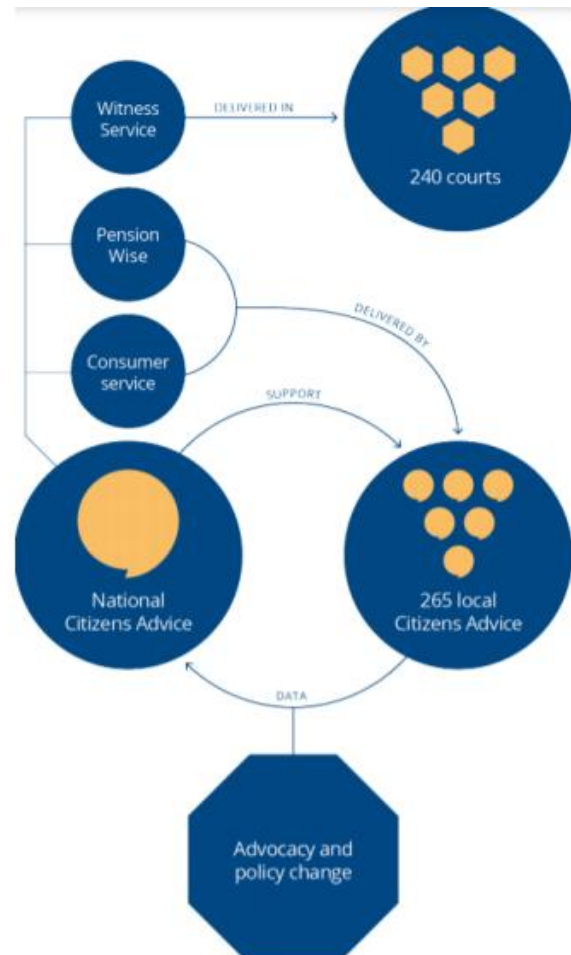 Witness
Service
DELIVERED IN
240 courts
Pension
Wise
DELIVERED BY
Consumer
service
SUPPORT
National
Citizens Advice
265 local
Citizens Advice
DATA
Advocacy and
policy change